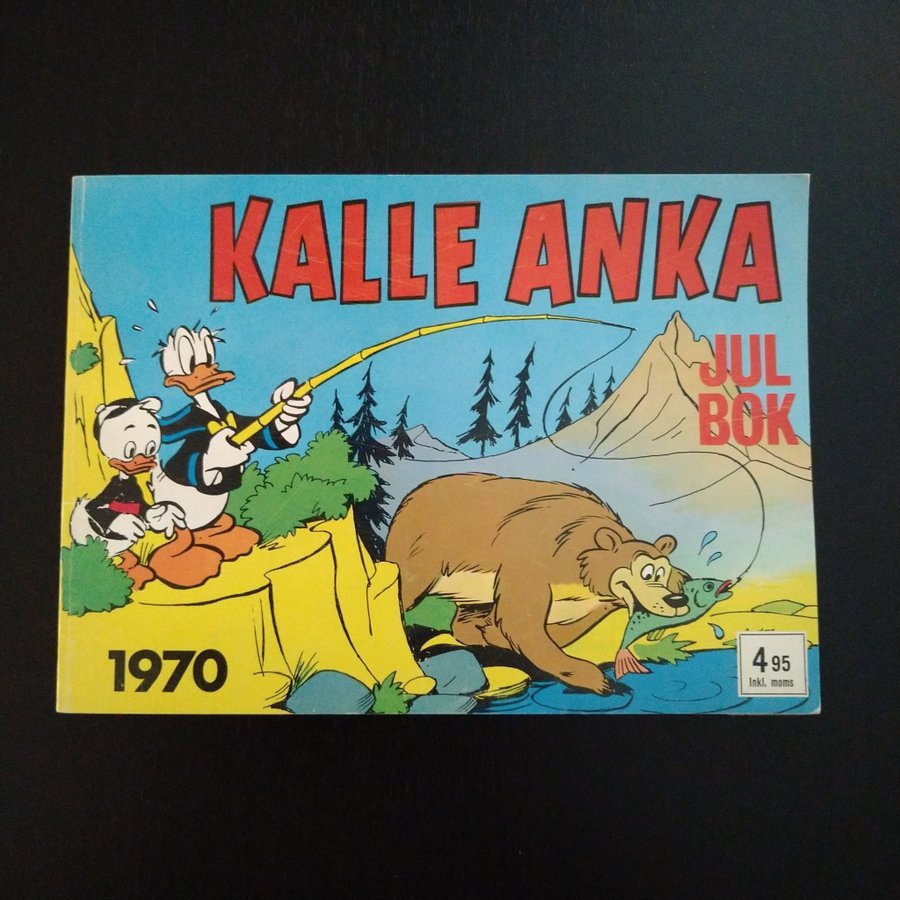 KALLE ANKA
JUL
BOK
1970
4 95
Inkl. moms